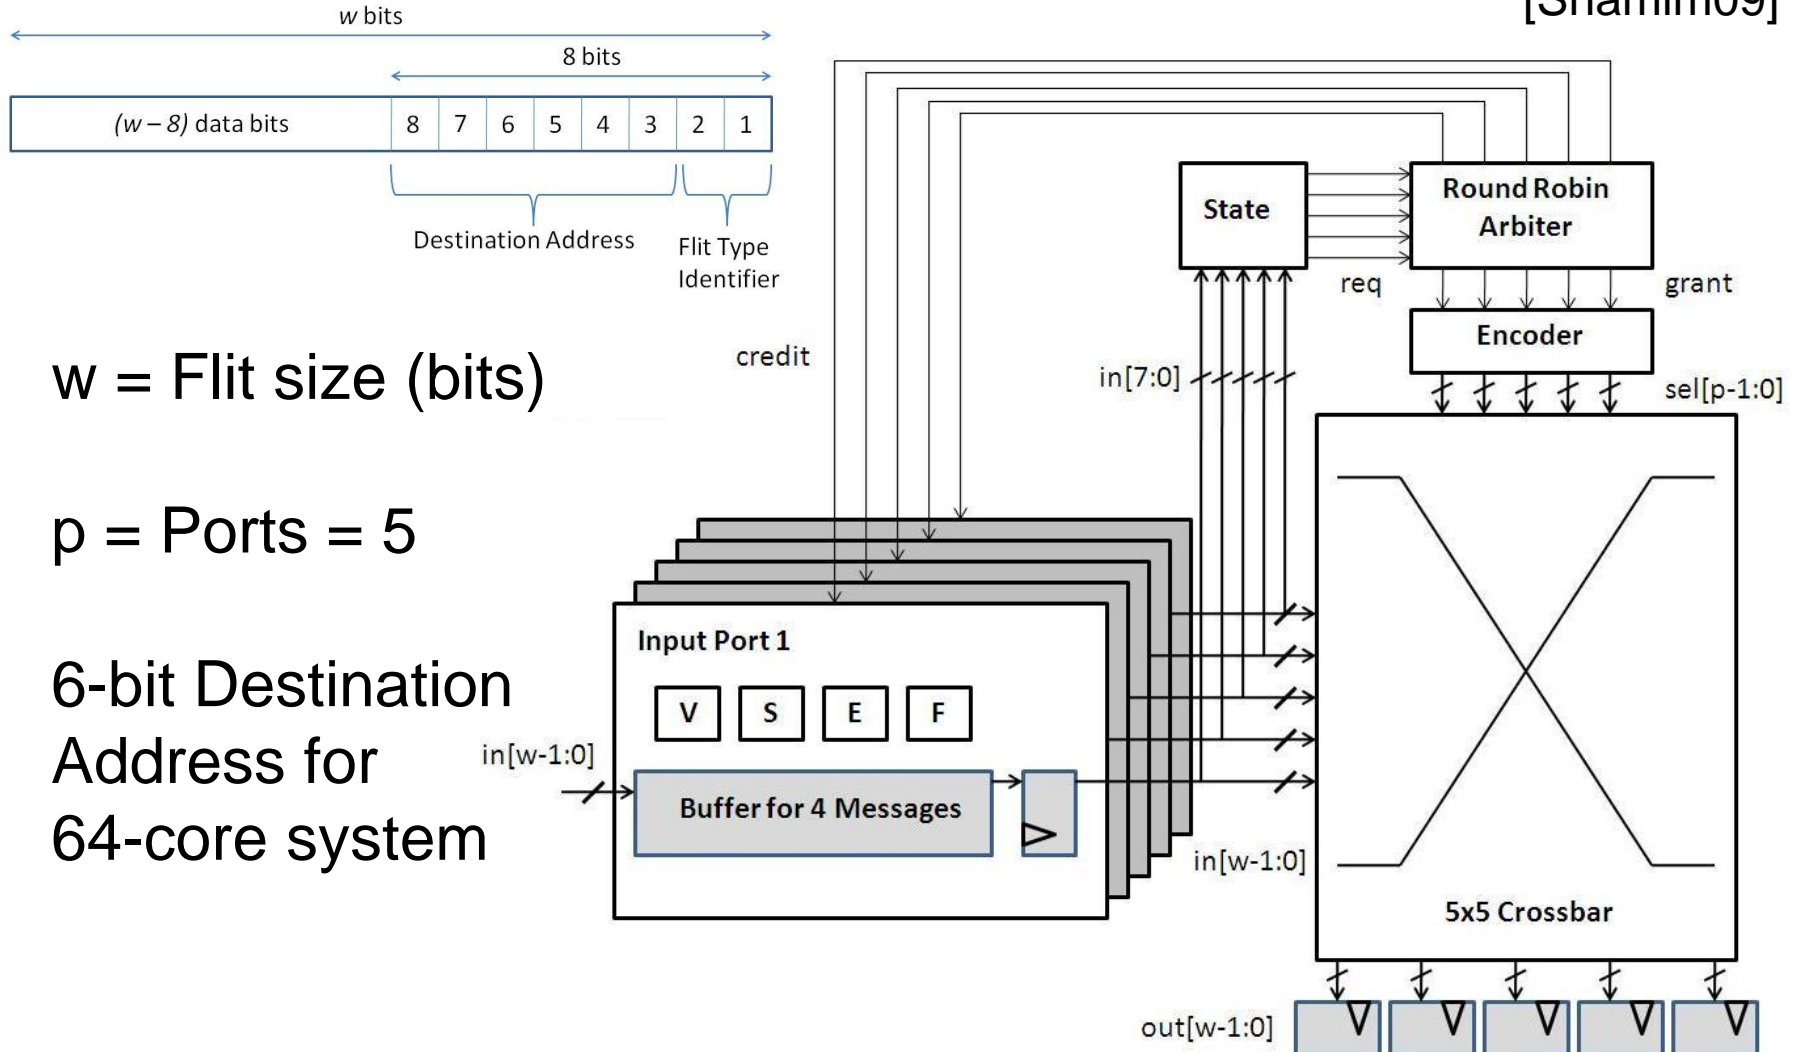 [Shamim09]
w bits
8 bits
(w – 8) data bits 8 7 6 5 4 3 2 1
Destination Address
Flit Type
Identifier
w = Flit size (bits)
p = Ports = 5
6-bit Destination
Address for
64-core system
State
Round Robin
Arbiter
req
grant
Encoder
credit
in[7:0]
sel[p-1:0]
Input Port 1
V S E F
in[w-1:0]
Buffer for 4 Messages
in[w-1:0]
5x5 Crossbar
out[w-1:0]